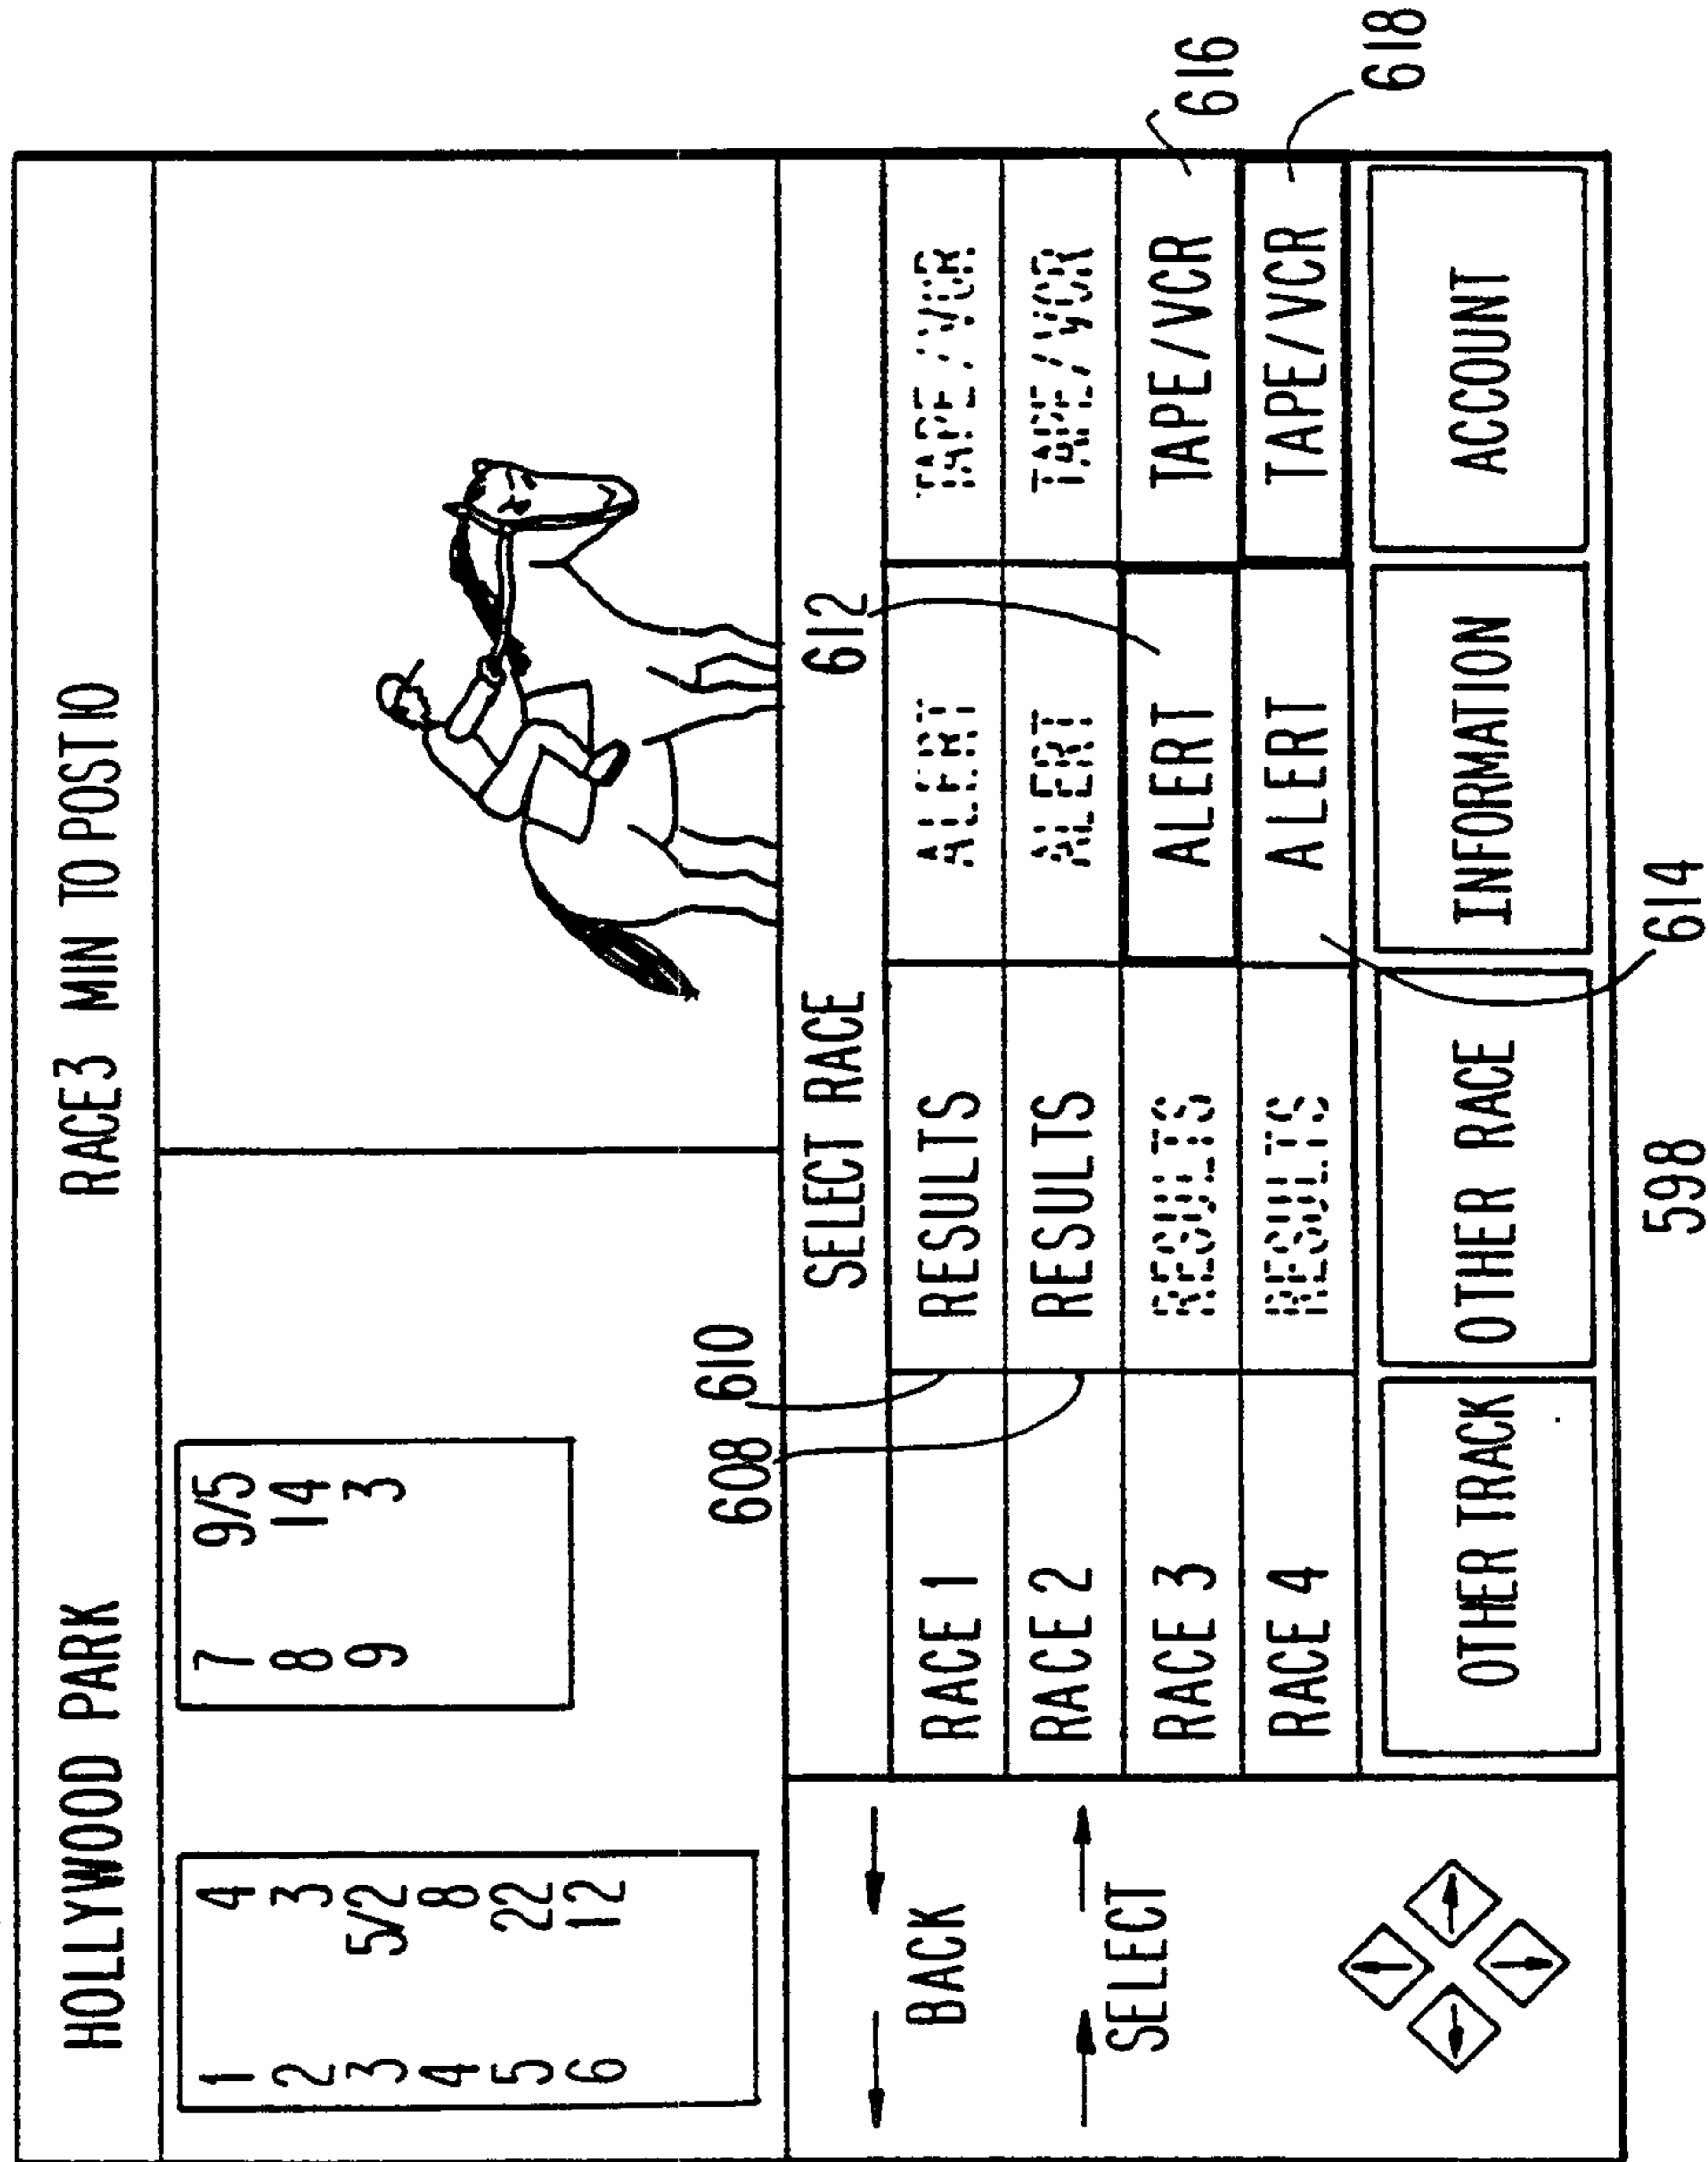 HOLLYWOOD PARK RACE3 MIN TO POST 10
1 4
2 3
3 5/2
4 8
5 22
6 12
7 9/5
8 14
9 3
608 610
612
BACK
SELECT
SELECT RACE
RACE 1 RESULTS ALERT TAPE/VCR
RACE 2 RESULTS ALERT TAPE/VCR
RACE 3 RESULTS ALERT TAPE/VCR
616
RACE 4 RESULTS ALERT TAPE/VCR
618
OTHER TRACK OTHER RACE INFORMATION ACCOUNT
598
614